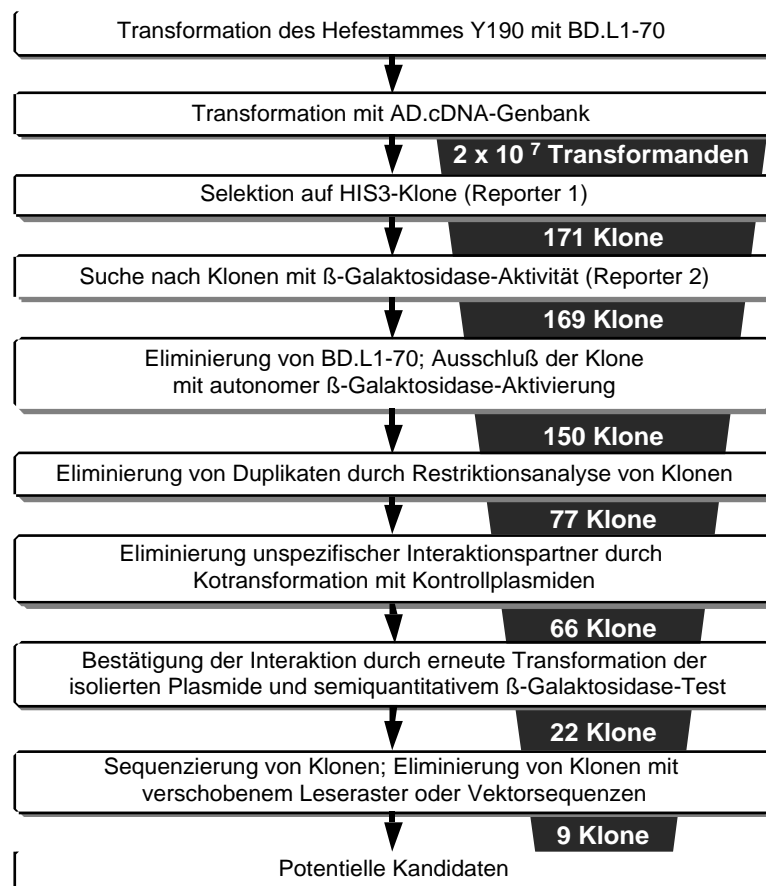 Transformation des Hefestammes Y190 mit BD.L1-70
Transformation mit AD.cDNA-Genbank
2 x 10 7 Transformanden
Selektion auf HIS3-Klone (Reporter 1)
171 Klone
Suche nach Klonen mit ß-Galaktosidase-Aktivität (Reporter 2)
169 Klone
Eliminierung von BD.L1-70; Ausschluß der Klone
mit autonomer ß-Galaktosidase-Aktivierung
150 Klone
Eliminierung von Duplikaten durch Restriktionsanalyse von Klonen
77 Klone
Eliminierung unspezifischer Interaktionspartner durch
Kotransformation mit Kontrollplasmiden
66 Klone
Bestätigung der Interaktion durch erneute Transformation der
isolierten Plasmide und semiquantitativem ß-Galaktosidase-Test
22 Klone
Sequenzierung von Klonen; Eliminierung von Klonen mit
verschobenem Leseraster oder Vektorsequenzen
9 Klone
Potentielle Kandidaten